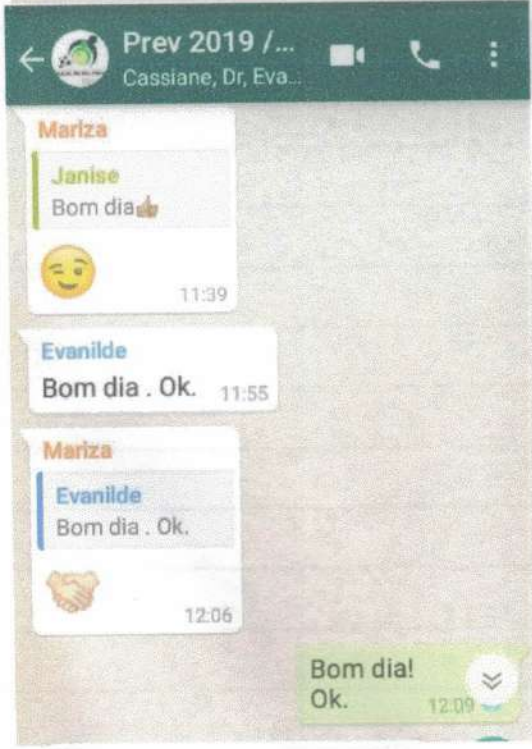 Prev 2019 /...
Cassiane, Dr, Eva...
Mariza
Janise
Bom dia👍🏽
😉
11:39
Evanilde
Bom dia . Ok. 11:55
Mariza
Evanilde
Bom dia . Ok.
🤝
12:06
Bom dia!
Ok. 12:09